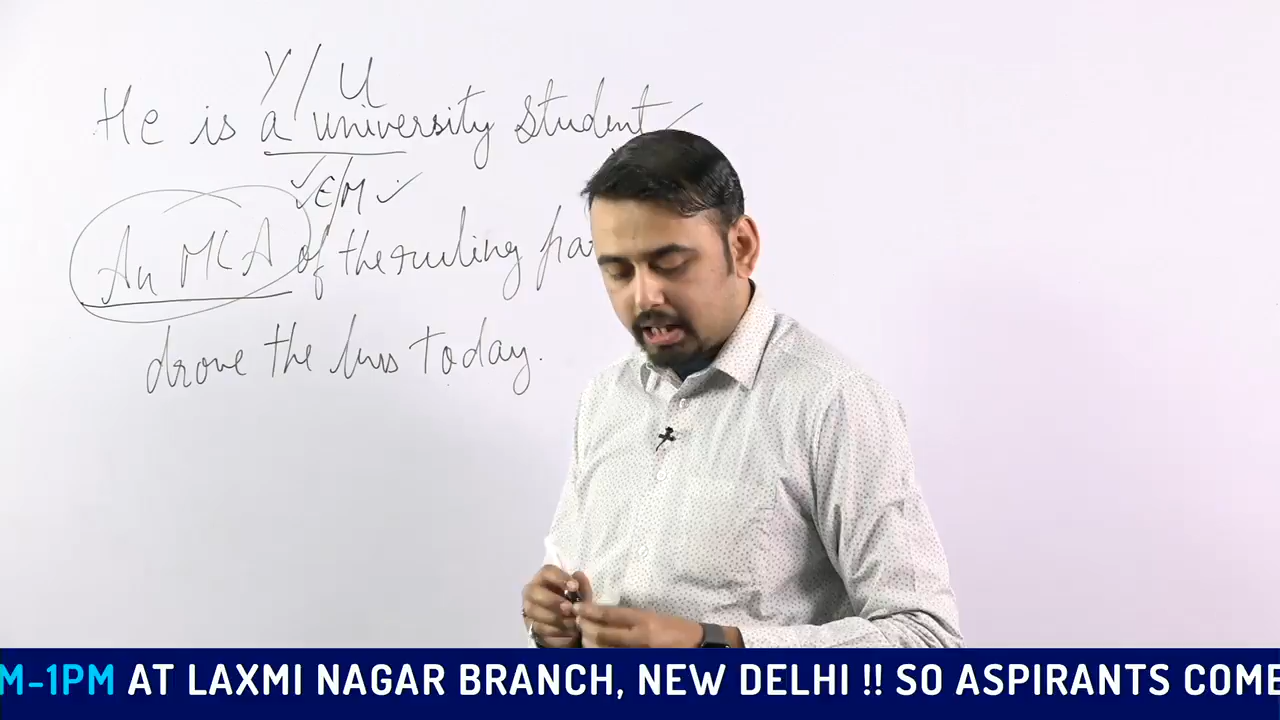 Y/U
He is a university student
E/M
An MLA of the ruling
drove the bus today.
M-1PM AT LAXMI NAGAR BRANCH, NEW DELHI !! SO ASPIRANTS COME